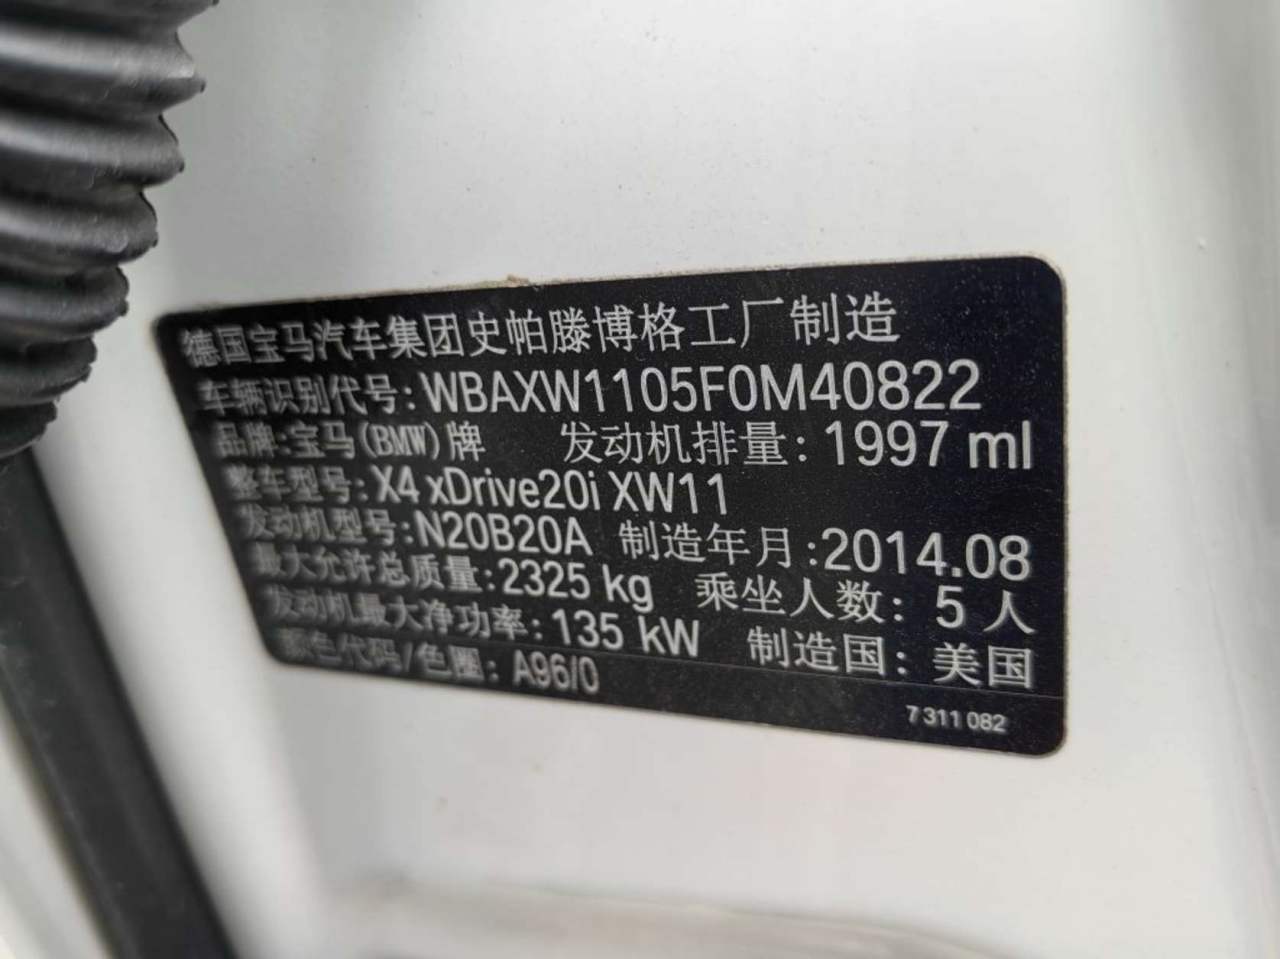 德国宝马汽车集团史帕滕博格工厂制造
车辆识别代号: WBAXW1105F0M40822
品牌: 宝马(BMW)牌 发动机排量: 1997 ml
整车型号: X4 xDrive20i XW11
发动机型号: N20B20A 制造年月: 2014.08
最大允许总质量: 2325 kg 乘坐人数: 5 人
发动机最大净功率: 135 kW 制造国: 美国
颜色代码/色圈: A96/0
7 311 082